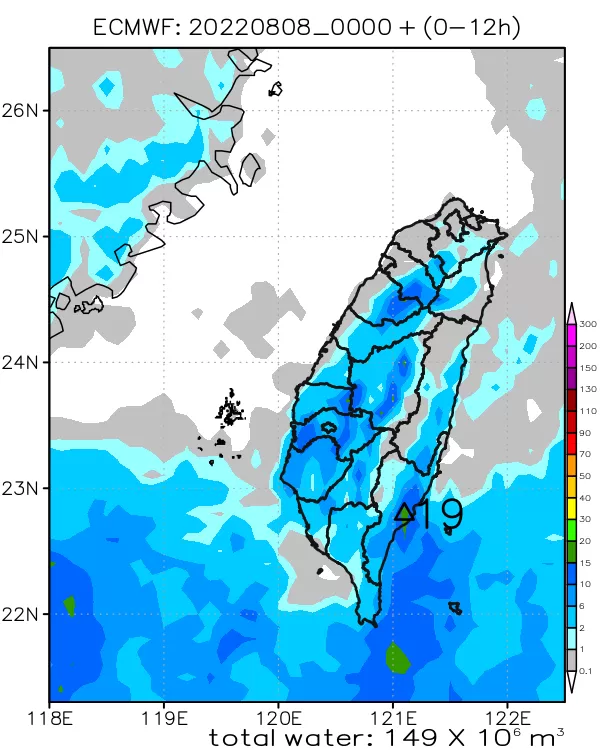 ECMWF: 20220808_0000 + (0−12h)
26N
25N
24N
23N
22N
19
300
200
150
130
110
90
70
50
40
30
20
15
10
6
2
1
0.1
118E 119E 120E 121E 122E
total water: 149 X 10⁶ m³